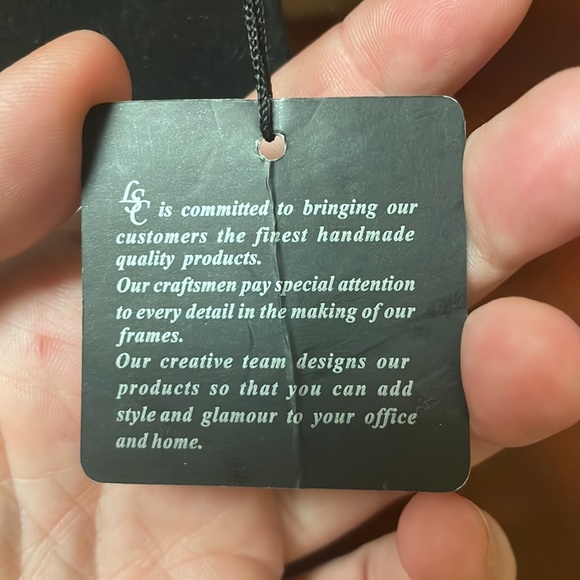 LSC is committed to bringing our
customers the finest handmade
quality products.
Our craftsmen pay special attention
to every detail in the making of our
frames.
Our creative team designs our
products so that you can add
style and glamour to your office
and home.